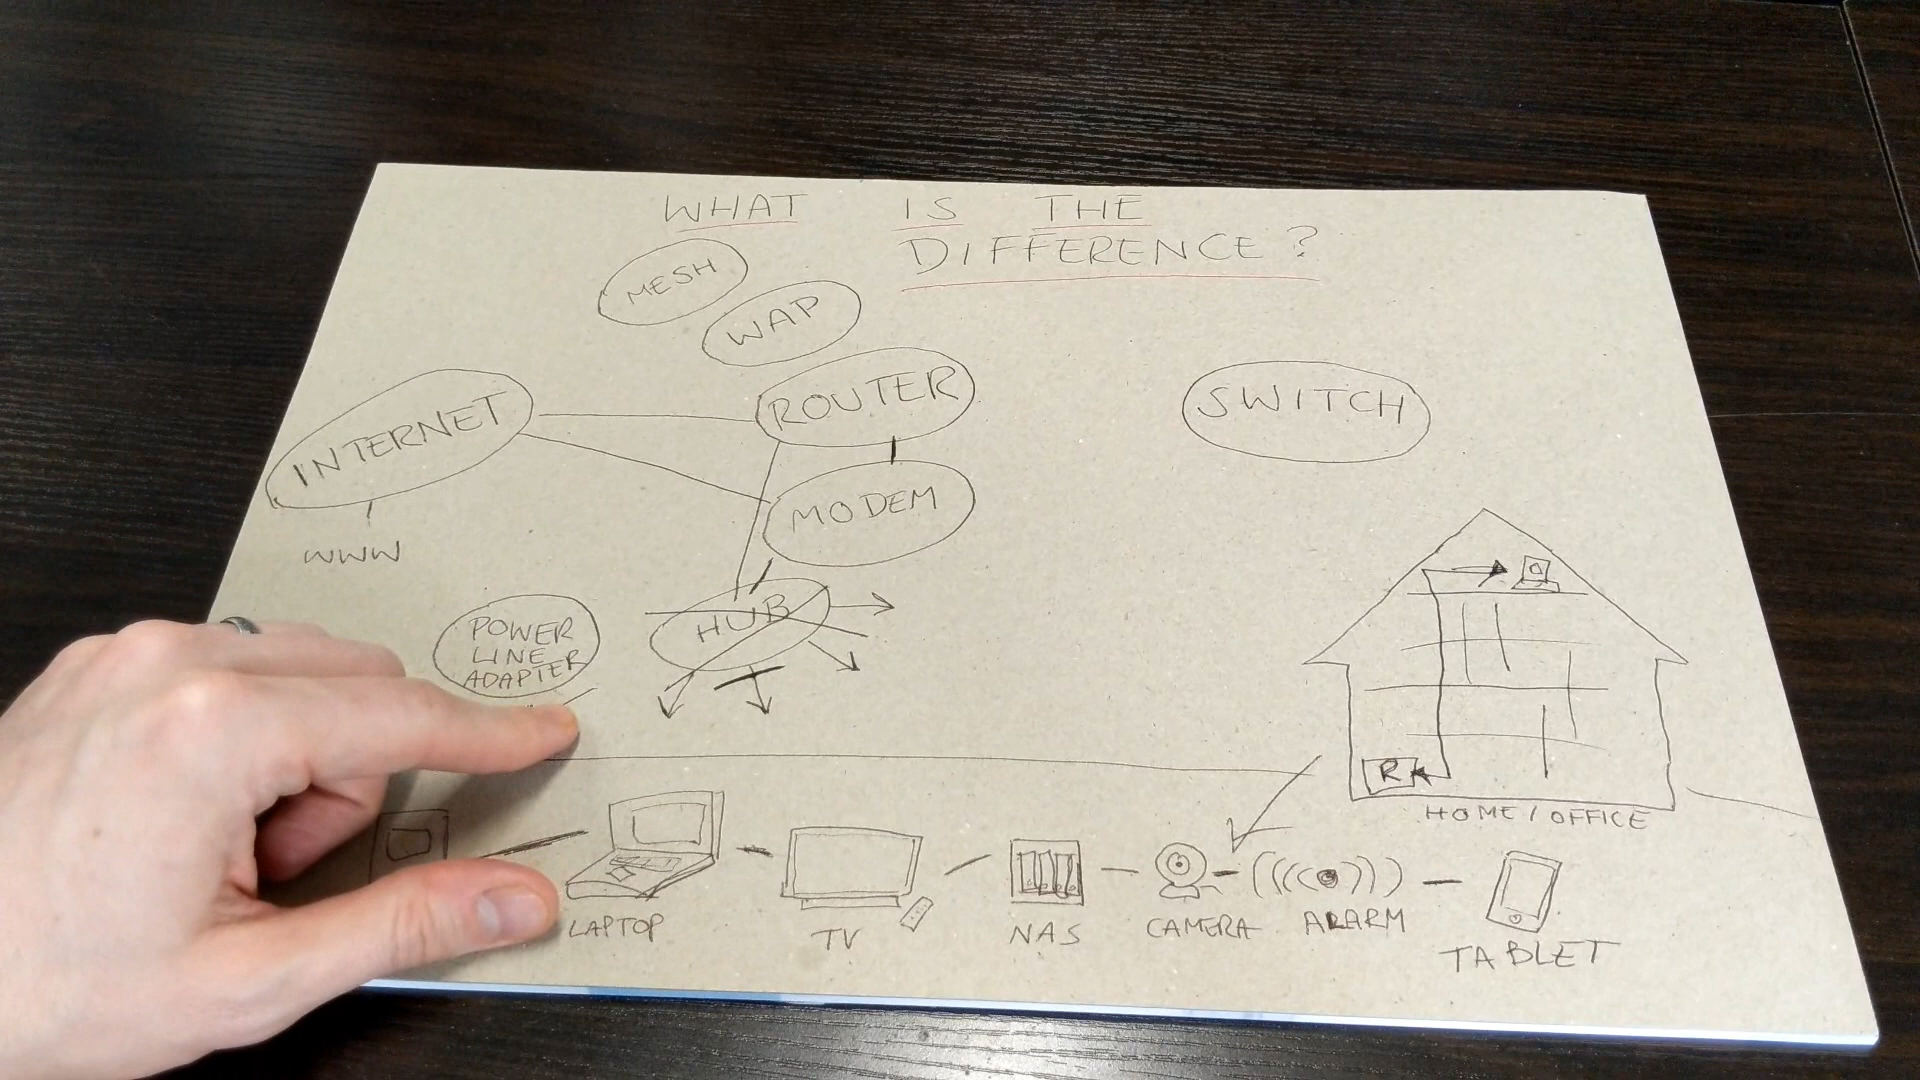 WHAT IS THE
DIFFERENCE?
MESH
WAP
ROUTER
SWITCH
INTERNET
MODEM
WWW
HUB
POWER
LINE
ADAPTER
R
HOME / OFFICE
LAPTOP
TV
NAS
CAMERA
ALARM
TABLET